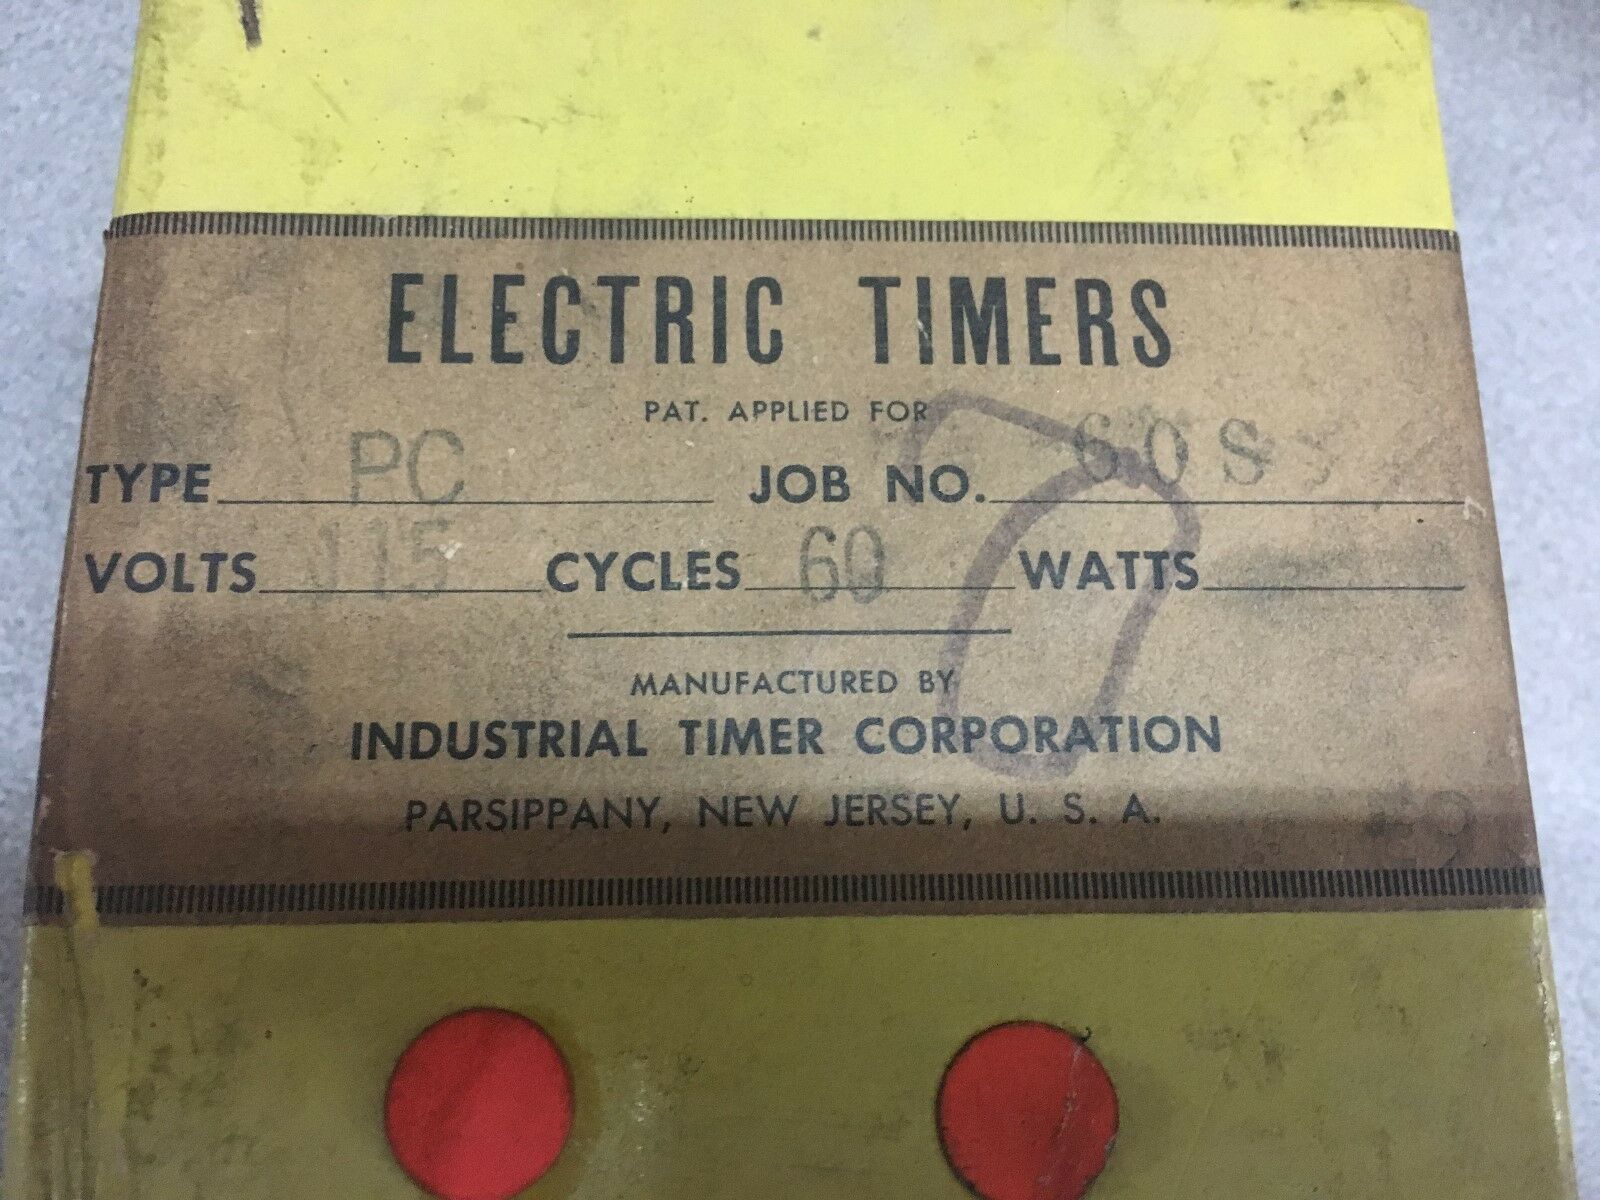 ELECTRIC TIMERS
PAT. APPLIED FOR
TYPE PC JOB NO. 60S
VOLTS 115 CYCLES 60 WATTS
MANUFACTURED BY
INDUSTRIAL TIMER CORPORATION
PARSIPPANY, NEW JERSEY, U. S. A.